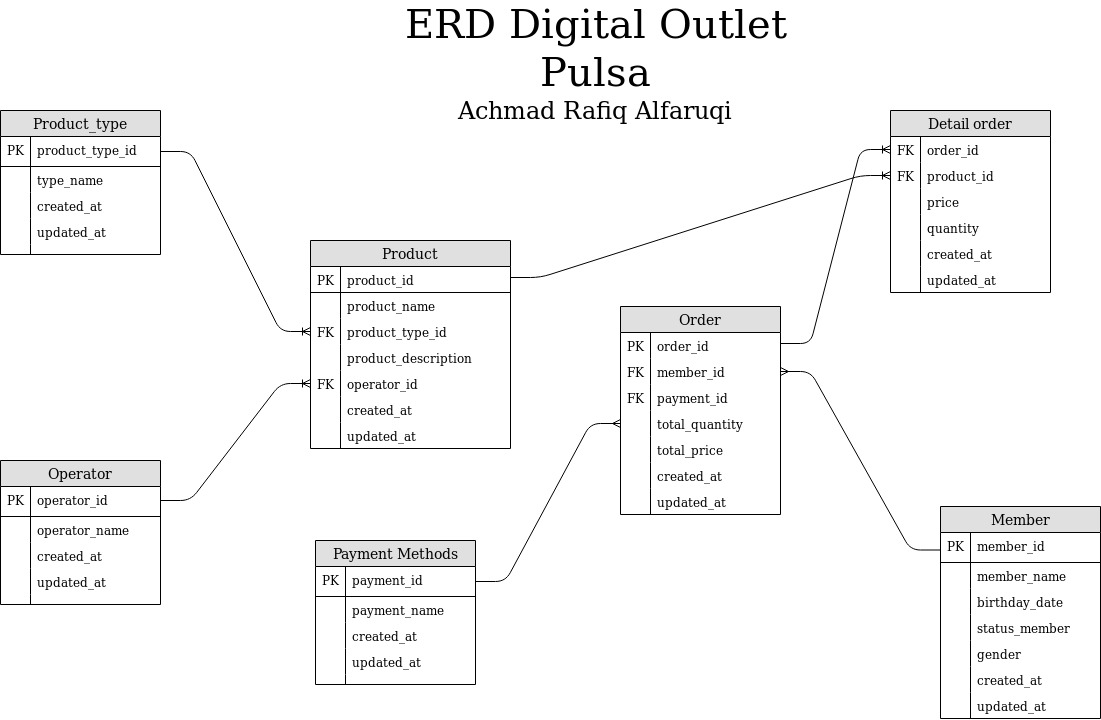 ERD Digital Outlet
Pulsa
Achmad Rafiq Alfaruqi
Product_type
PK product_type_id
type_name
created_at
updated_at
Operator
PK operator_id
operator_name
created_at
updated_at
Product
PK product_id
product_name
FK product_type_id
product_description
FK operator_id
created_at
updated_at
Payment Methods
PK payment_id
payment_name
created_at
updated_at
Order
PK order_id
FK member_id
FK payment_id
total_quantity
total_price
created_at
updated_at
Detail order
FK order_id
FK product_id
price
quantity
created_at
updated_at
Member
PK member_id
member_name
birthday_date
status_member
gender
created_at
updated_at